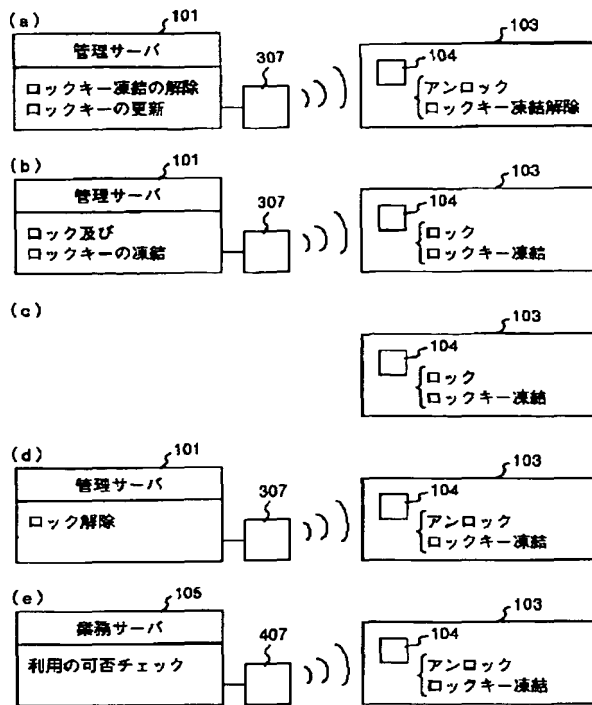 (a)
101
管理サーバ
ロックキー凍結の解除
ロックキーの更新
307
103
104
アンロック
ロックキー凍結解除
(b)
101
管理サーバ
ロック及び
ロックキーの凍結
307
103
104
ロック
ロックキー凍結
(c)
103
104
ロック
ロックキー凍結
(d)
101
管理サーバ
ロック解除
307
103
104
アンロック
ロックキー凍結
(e)
105
業務サーバ
利用の可否チェック
407
103
104
アンロック
ロックキー凍結